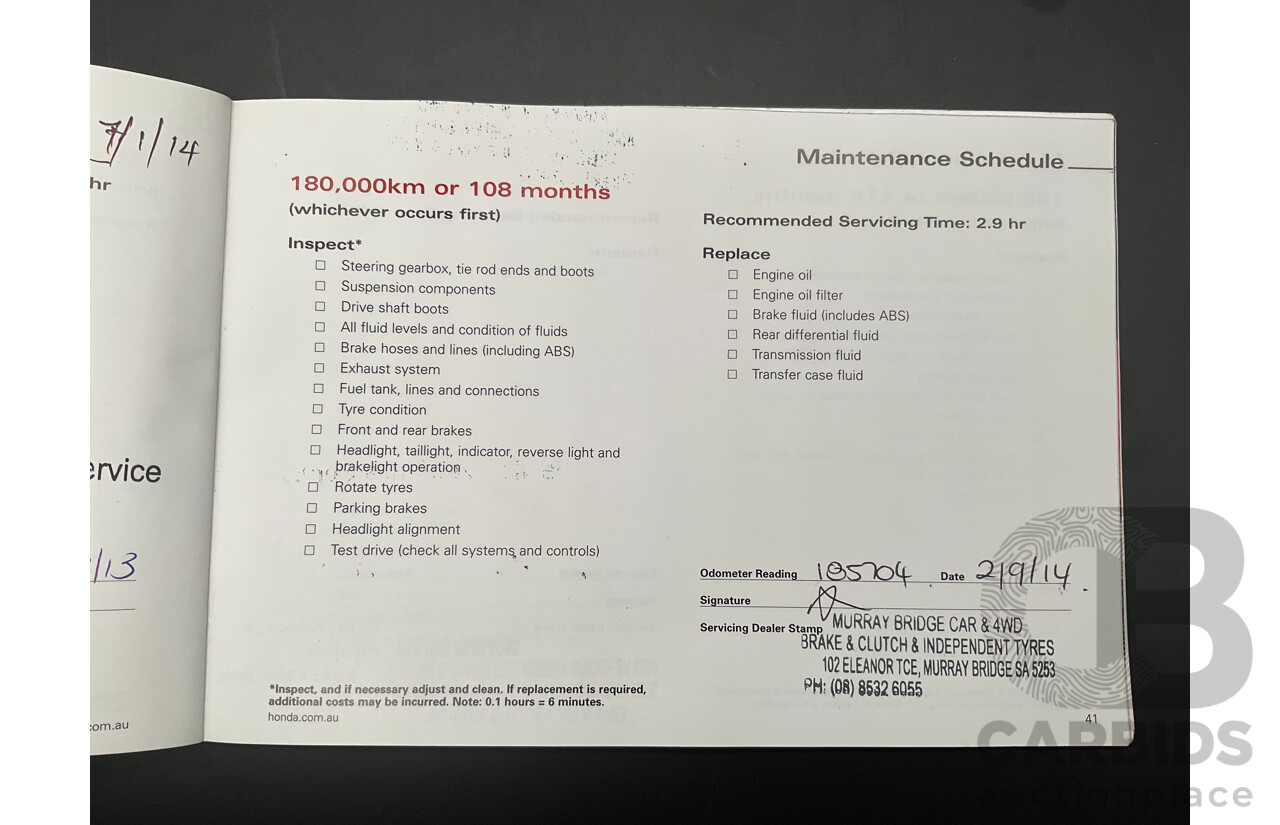 7/1/14
hr
ervice
/13
com.au
Maintenance Schedule
180,000km or 108 months
(whichever occurs first)
Inspect*
☐ Steering gearbox, tie rod ends and boots
☐ Suspension components
☐ Drive shaft boots
☐ All fluid levels and condition of fluids
☐ Brake hoses and lines (including ABS)
☐ Exhaust system
☐ Fuel tank, lines and connections
☐ Tyre condition
☐ Front and rear brakes
☐ Headlight, taillight, indicator, reverse light and
brakelight operation
☐ Rotate tyres
☐ Parking brakes
☐ Headlight alignment
☐ Test drive (check all systems and controls)
*Inspect, and if necessary adjust and clean. If replacement is required,
additional costs may be incurred. Note: 0.1 hours = 6 minutes.
honda.com.au
Recommended Servicing Time: 2.9 hr
Replace
☐ Engine oil
☐ Engine oil filter
☐ Brake fluid (includes ABS)
☐ Rear differential fluid
☐ Transmission fluid
☐ Transfer case fluid
Odometer Reading 185704 Date 2/9/14
Signature
Servicing Dealer Stamp MURRAY BRIDGE CAR & 4WD
BRAKE & CLUTCH & INDEPENDENT TYRES
102 ELEANOR TCE, MURRAY BRIDGE SA 5253
PH: (08) 8532 6055
41
CARBIDS
auctionplace